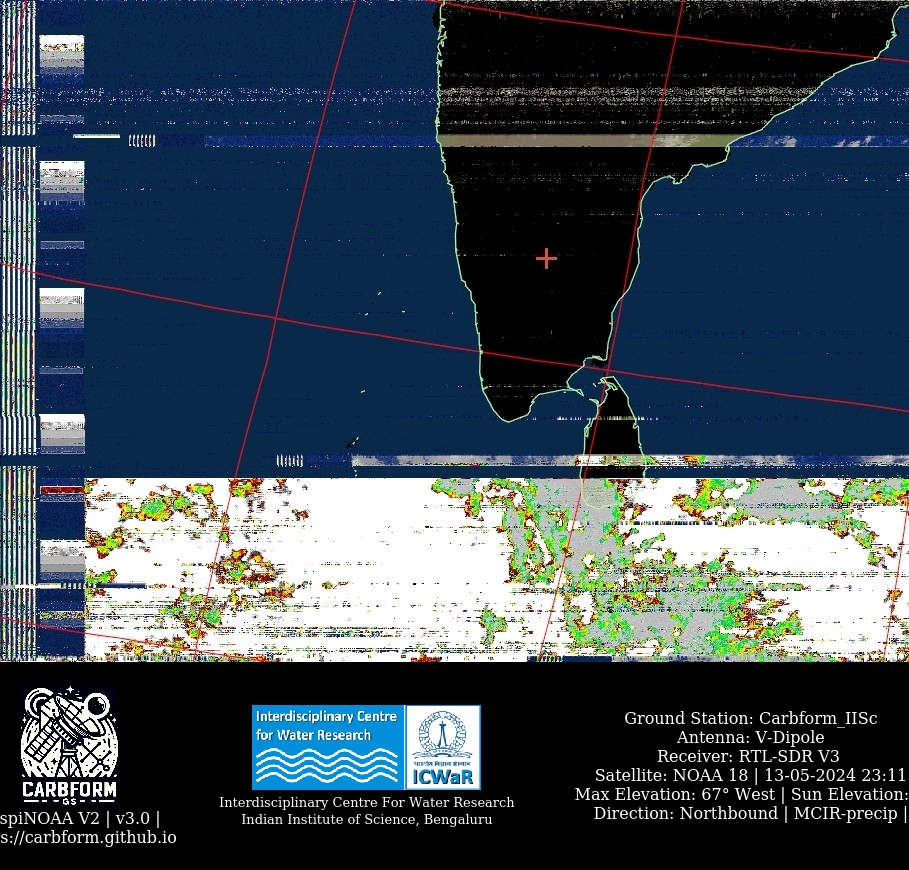 CARBFORM
GS
spiNOAA V2 | v3.0 |
s://carbform.github.io
Interdisciplinary Centre
for Water Research
भारतीय विज्ञान संस्थान
ICWaR
Interdisciplinary Centre For Water Research
Indian Institute of Science, Bengaluru
Ground Station: Carbform_IISc
Antenna: V-Dipole
Receiver: RTL-SDR V3
Satellite: NOAA 18 | 13-05-2024 23:11
Max Elevation: 67° West | Sun Elevation:
Direction: Northbound | MCIR-precip |